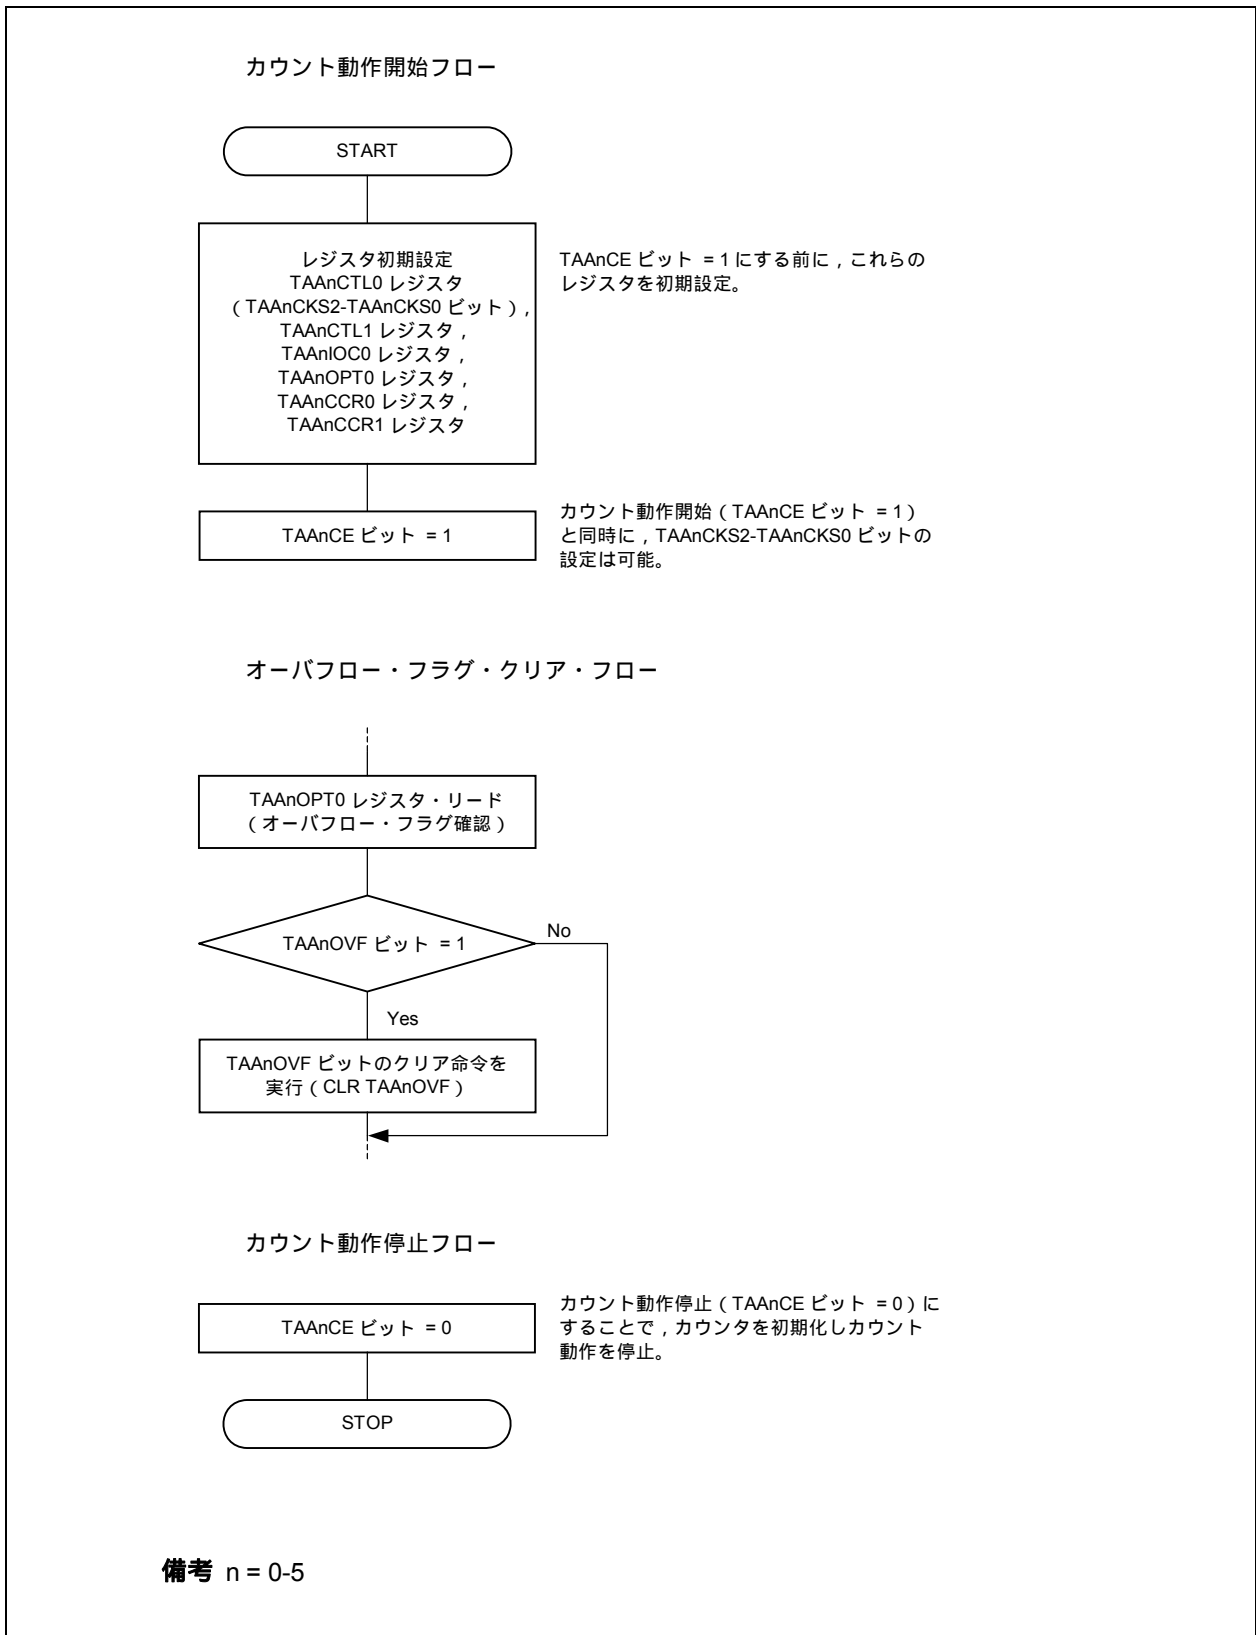 カウント動作開始フロー
START
レジスタ初期設定
TAAnCTL0 レジスタ
（TAAnCKS2-TAAnCKS0 ビット），
TAAnCTL1 レジスタ，
TAAnIOC0 レジスタ，
TAAnOPT0 レジスタ，
TAAnCCR0 レジスタ，
TAAnCCR1 レジスタ
TAAnCE ビット = 1 にする前に，これらの
レジスタを初期設定。
TAAnCE ビット = 1
カウント動作開始（TAAnCE ビット = 1）
と同時に，TAAnCKS2-TAAnCKS0 ビットの
設定は可能。
オーバフロー・フラグ・クリア・フロー
TAAnOPT0 レジスタ・リード
（オーバフロー・フラグ確認）
TAAnOVF ビット = 1
No
Yes
TAAnOVF ビットのクリア命令を
実行（CLR TAAnOVF）
カウント動作停止フロー
TAAnCE ビット = 0
カウント動作停止（TAAnCE ビット = 0）に
することで，カウンタを初期化しカウント
動作を停止。
STOP
備考 n = 0-5